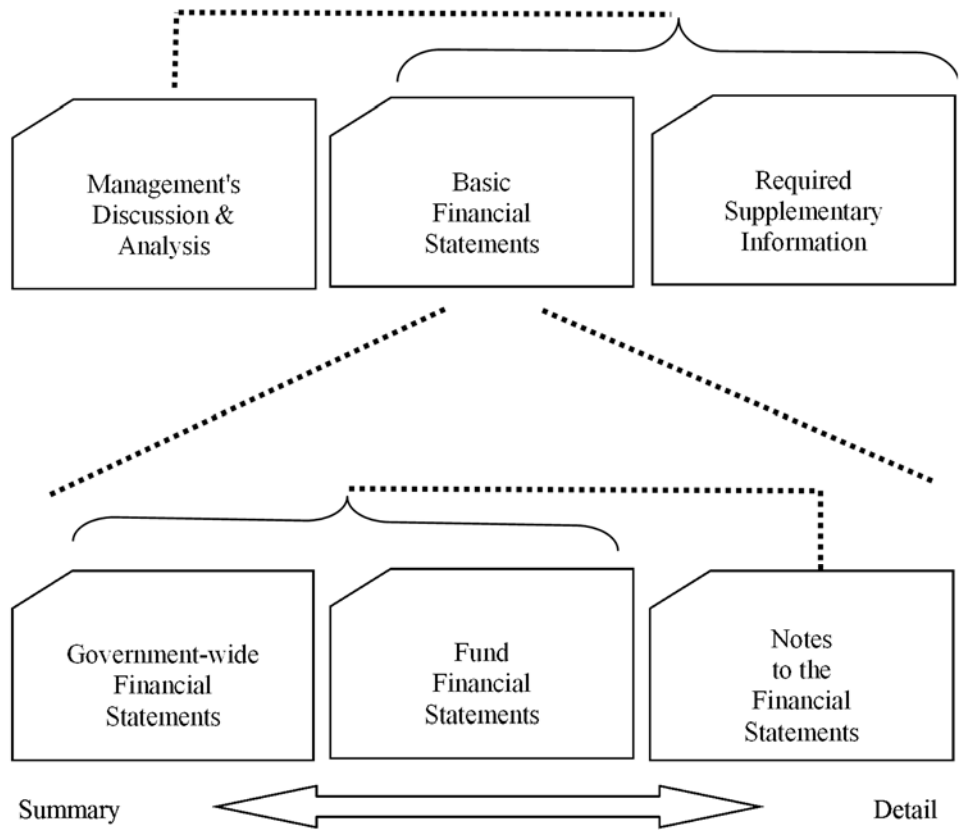 Management's
Discussion &
Analysis
Basic
Financial
Statements
Required
Supplementary
Information
Government-wide
Financial
Statements
Fund
Financial
Statements
Notes
to the
Financial
Statements
Summary
Detail